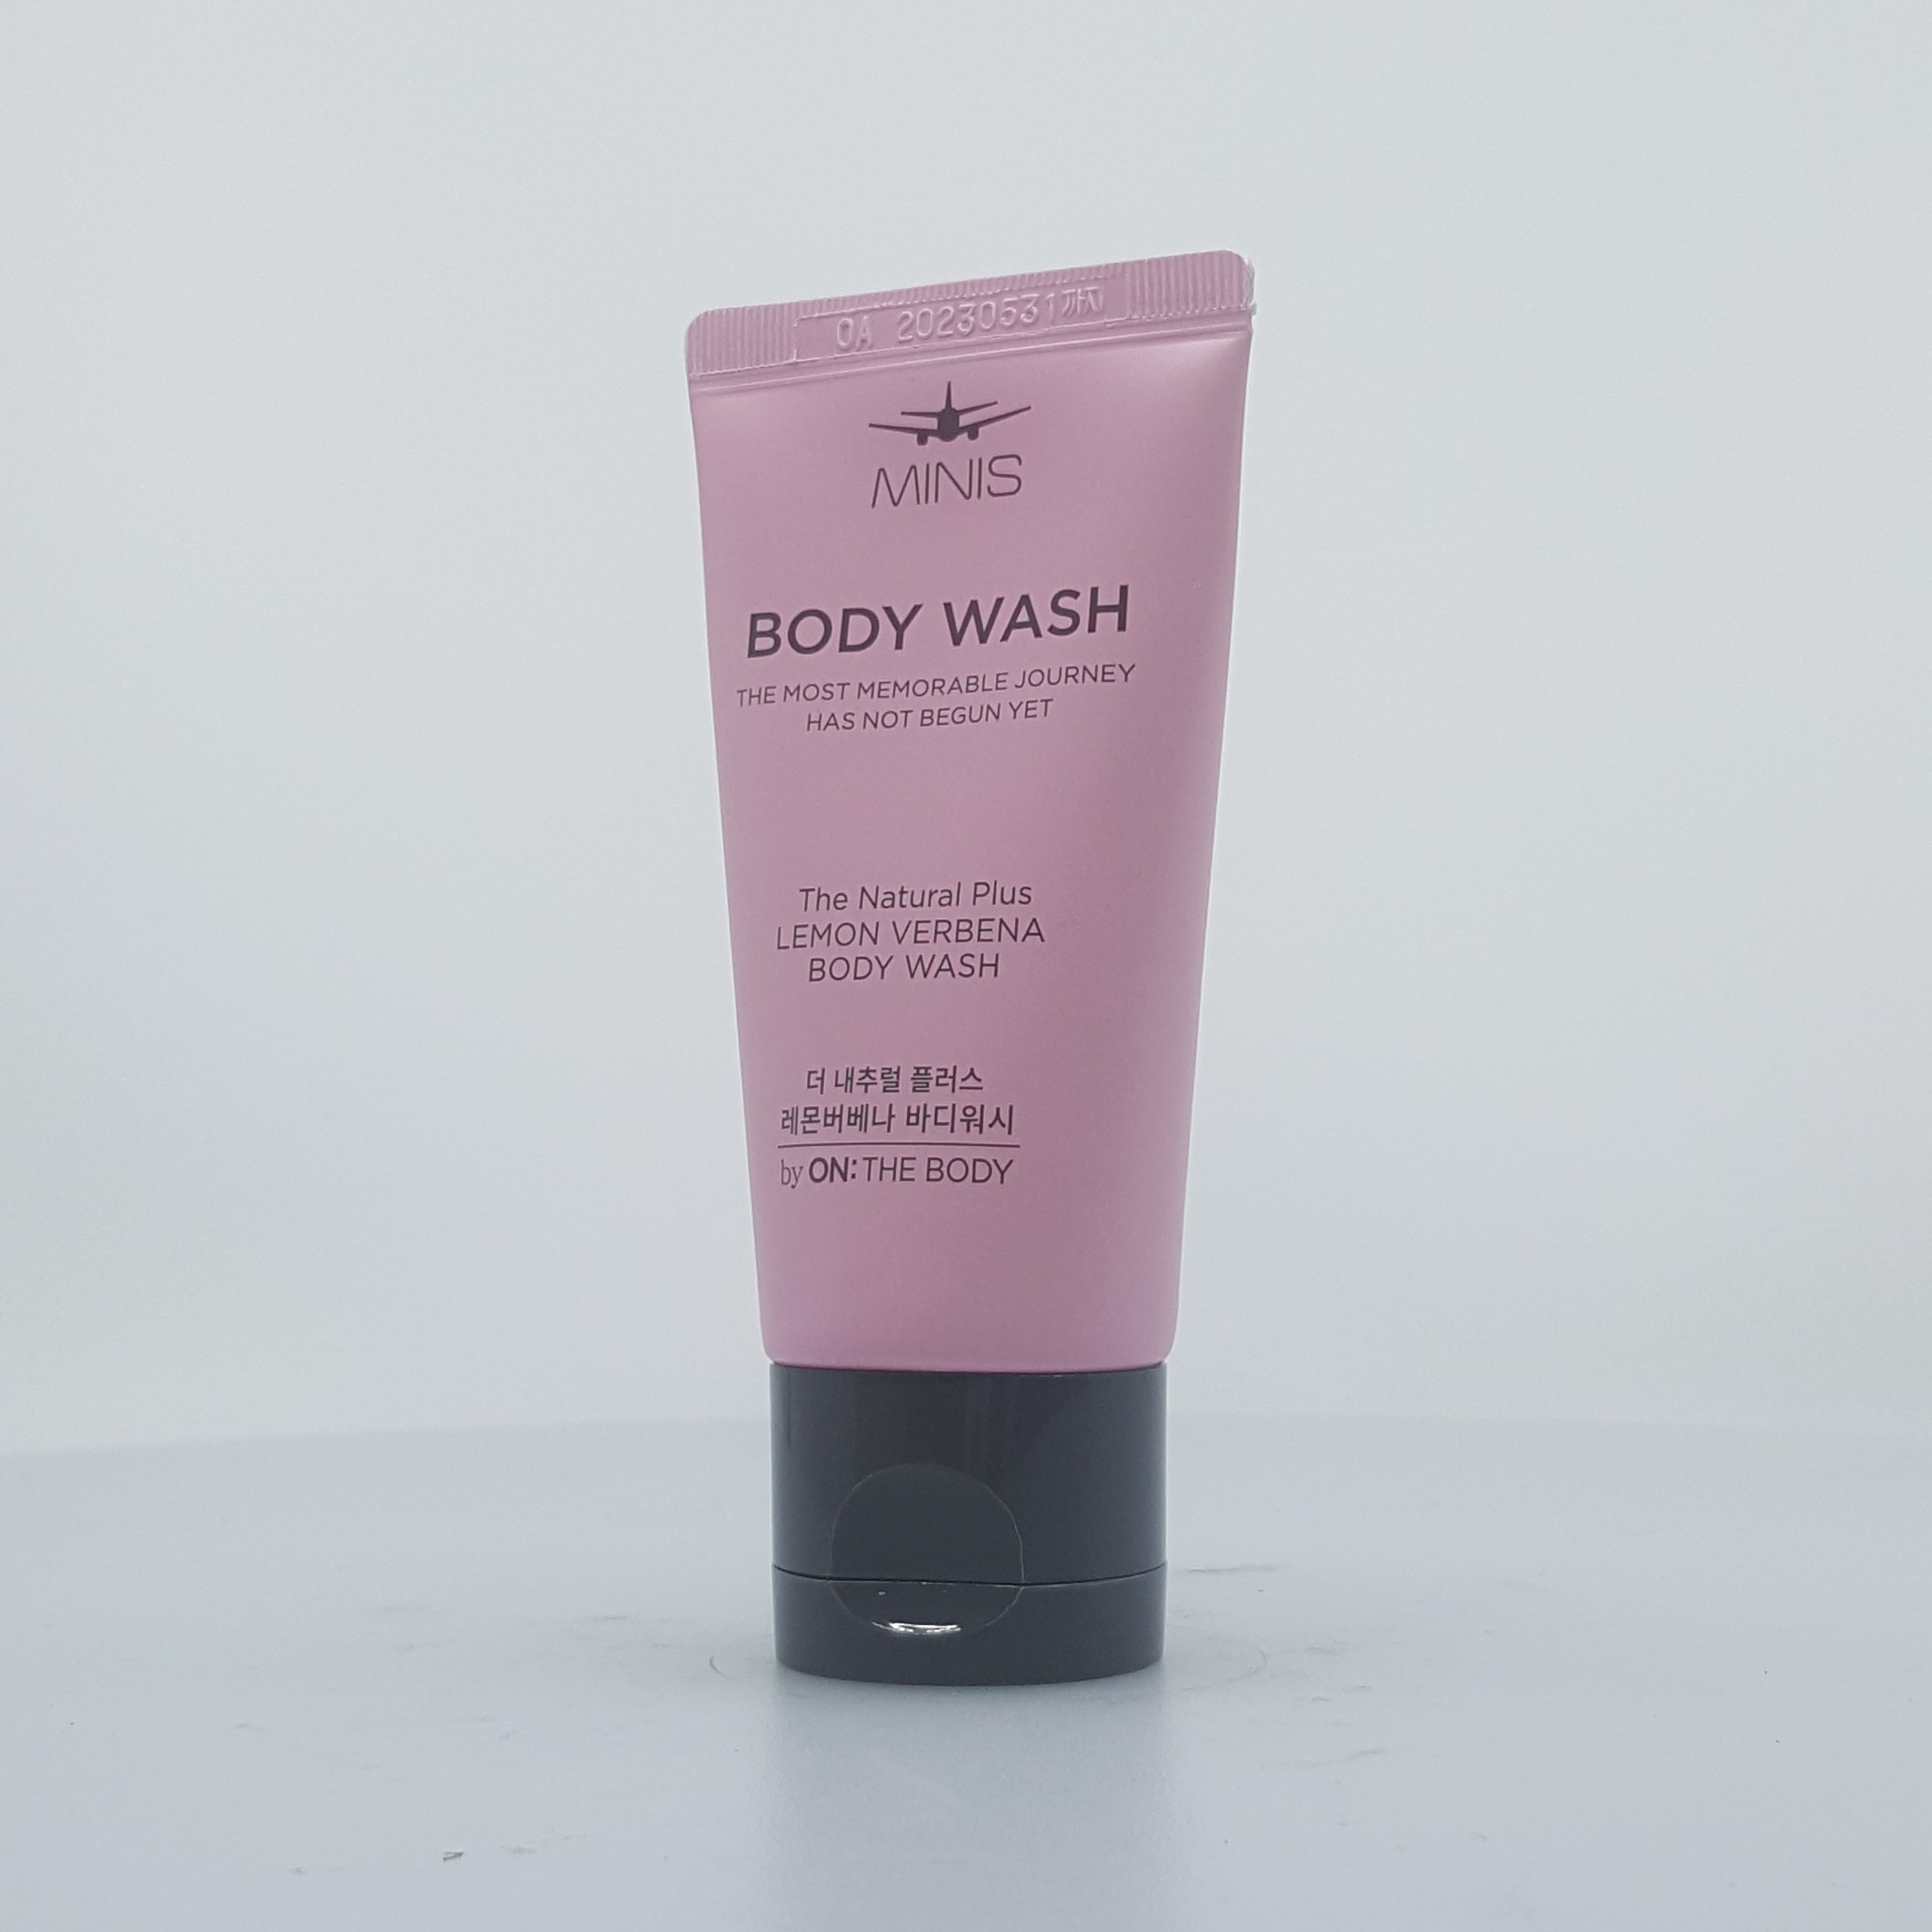 OA 20230531까지
MINIS
BODY WASH
THE MOST MEMORABLE JOURNEY
HAS NOT BEGUN YET
The Natural Plus
LEMON VERBENA
BODY WASH
더 내추럴 플러스
레몬버베나 바디워시
by ON: THE BODY